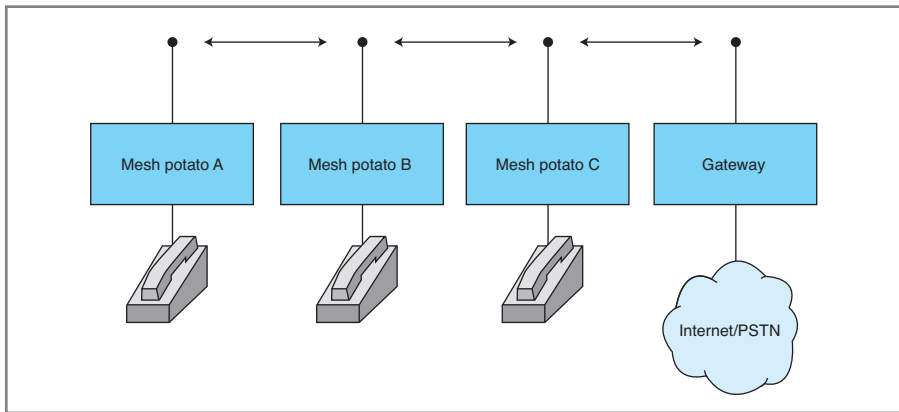 Mesh potato A
Mesh potato B
Mesh potato C
Gateway
Internet/PSTN